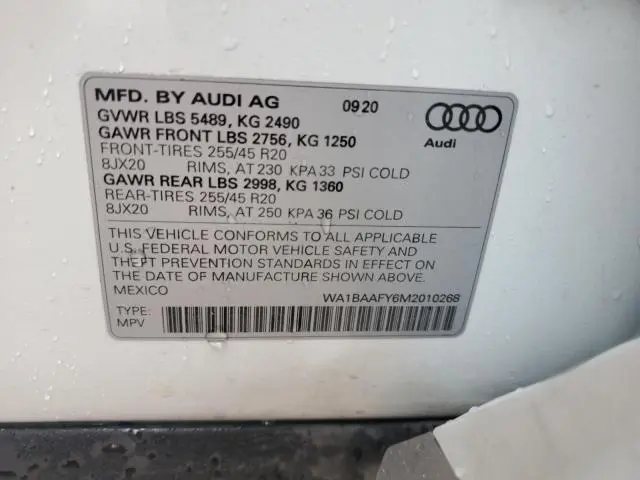 MFD. BY AUDI AG 0920
GVWR LBS 5489, KG 2490
GAWR FRONT LBS 2756, KG 1250
FRONT-TIRES 255/45 R20
8JX20 RIMS, AT 230 KPA 33 PSI COLD
GAWR REAR LBS 2998, KG 1360
REAR-TIRES 255/45 R20
8JX20 RIMS, AT 250 KPA 36 PSI COLD
Audi
THIS VEHICLE CONFORMS TO ALL APPLICABLE
U.S. FEDERAL MOTOR VEHICLE SAFETY AND
THEFT PREVENTION STANDARDS IN EFFECT ON
THE DATE OF MANUFACTURE SHOWN ABOVE.
MEXICO WA1BAAFY6M2010268
TYPE:
MPV